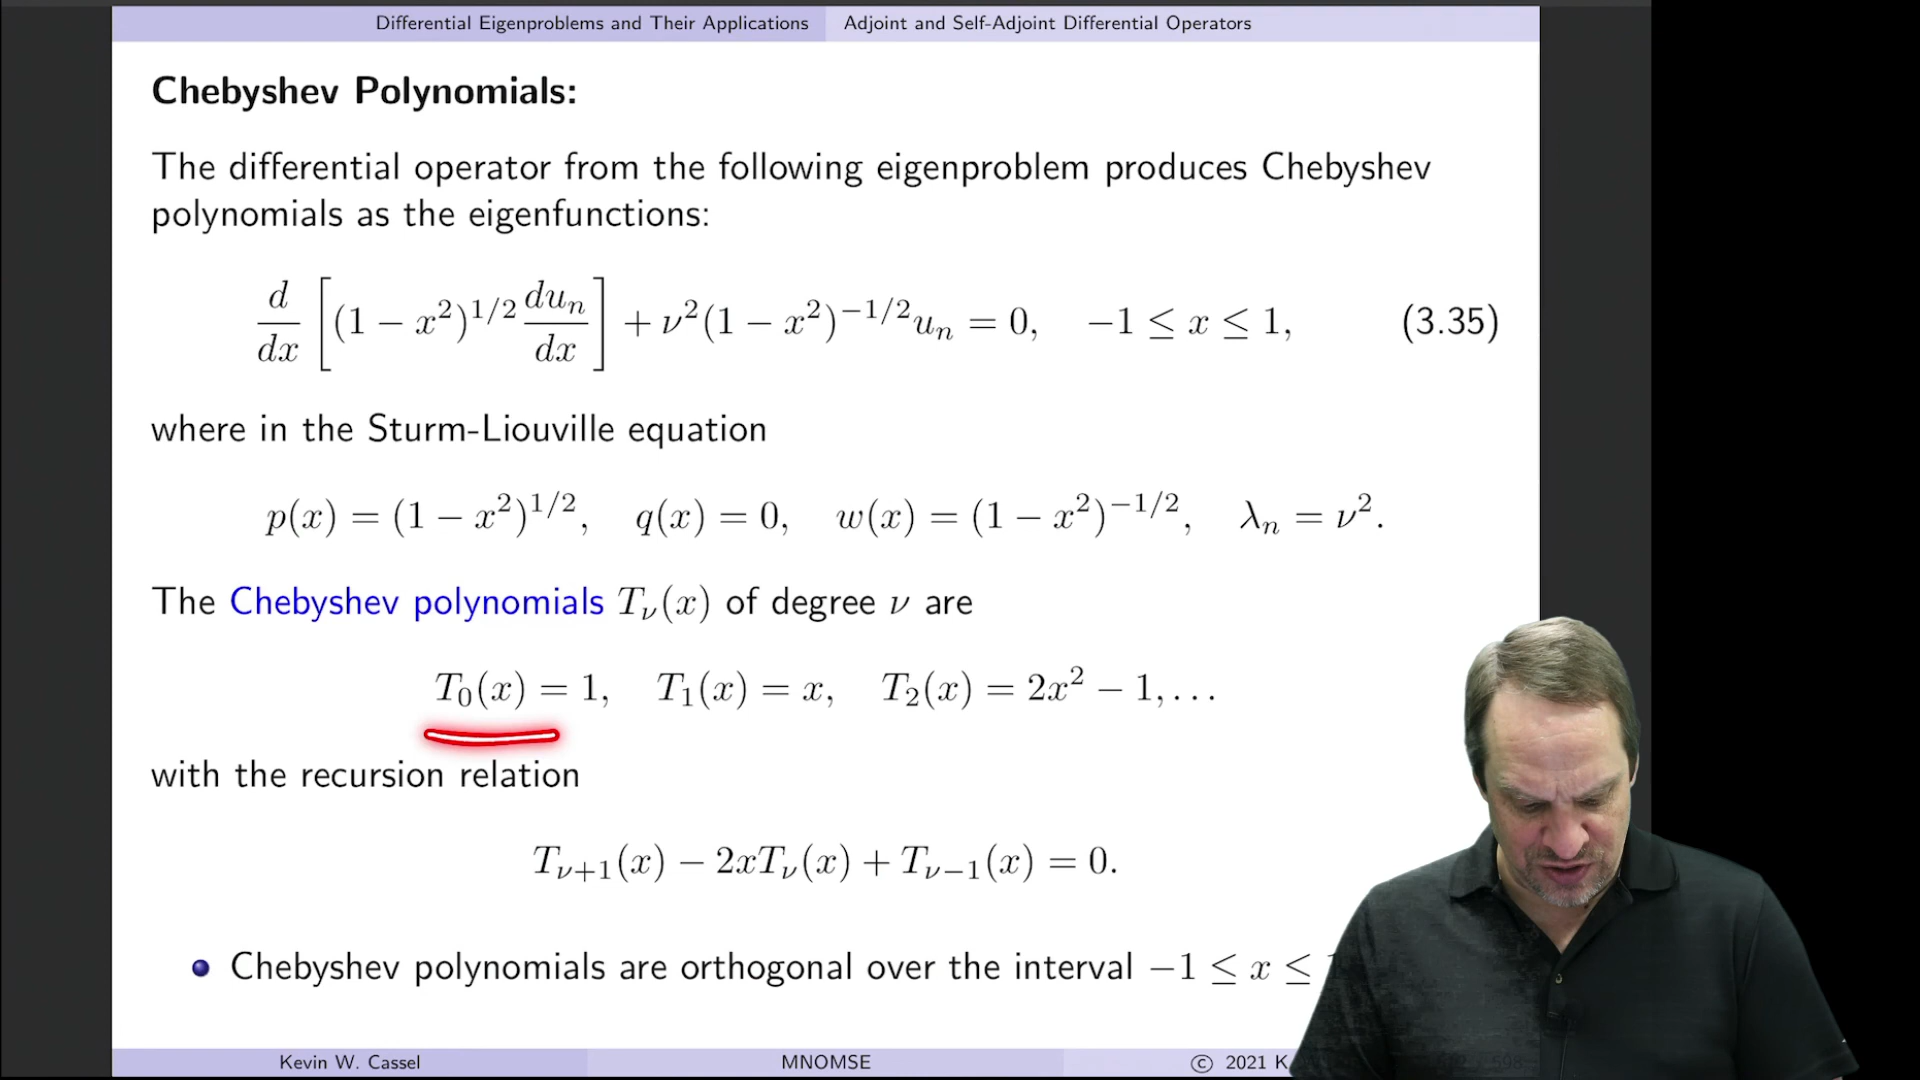 Differential Eigenproblems and Their Applications Adjoint and Self-Adjoint Differential Operators
Chebyshev Polynomials:
The differential operator from the following eigenproblem produces Chebyshev
polynomials as the eigenfunctions:
d/dx [(1 − x²)^{1/2} du_n/dx] + ν²(1 − x²)^{−1/2} u_n = 0, −1 ≤ x ≤ 1, (3.35)
where in the Sturm-Liouville equation
p(x) = (1 − x²)^{1/2}, q(x) = 0, w(x) = (1 − x²)^{−1/2}, λ_n = ν².
The Chebyshev polynomials T_ν(x) of degree ν are
T₀(x) = 1, T₁(x) = x, T₂(x) = 2x² − 1, . . .
with the recursion relation
T_{ν+1}(x) − 2xT_ν(x) + T_{ν−1}(x) = 0.
Chebyshev polynomials are orthogonal over the interval −1 ≤ x ≤
Kevin W. Cassel MNOMSE © 2021 K